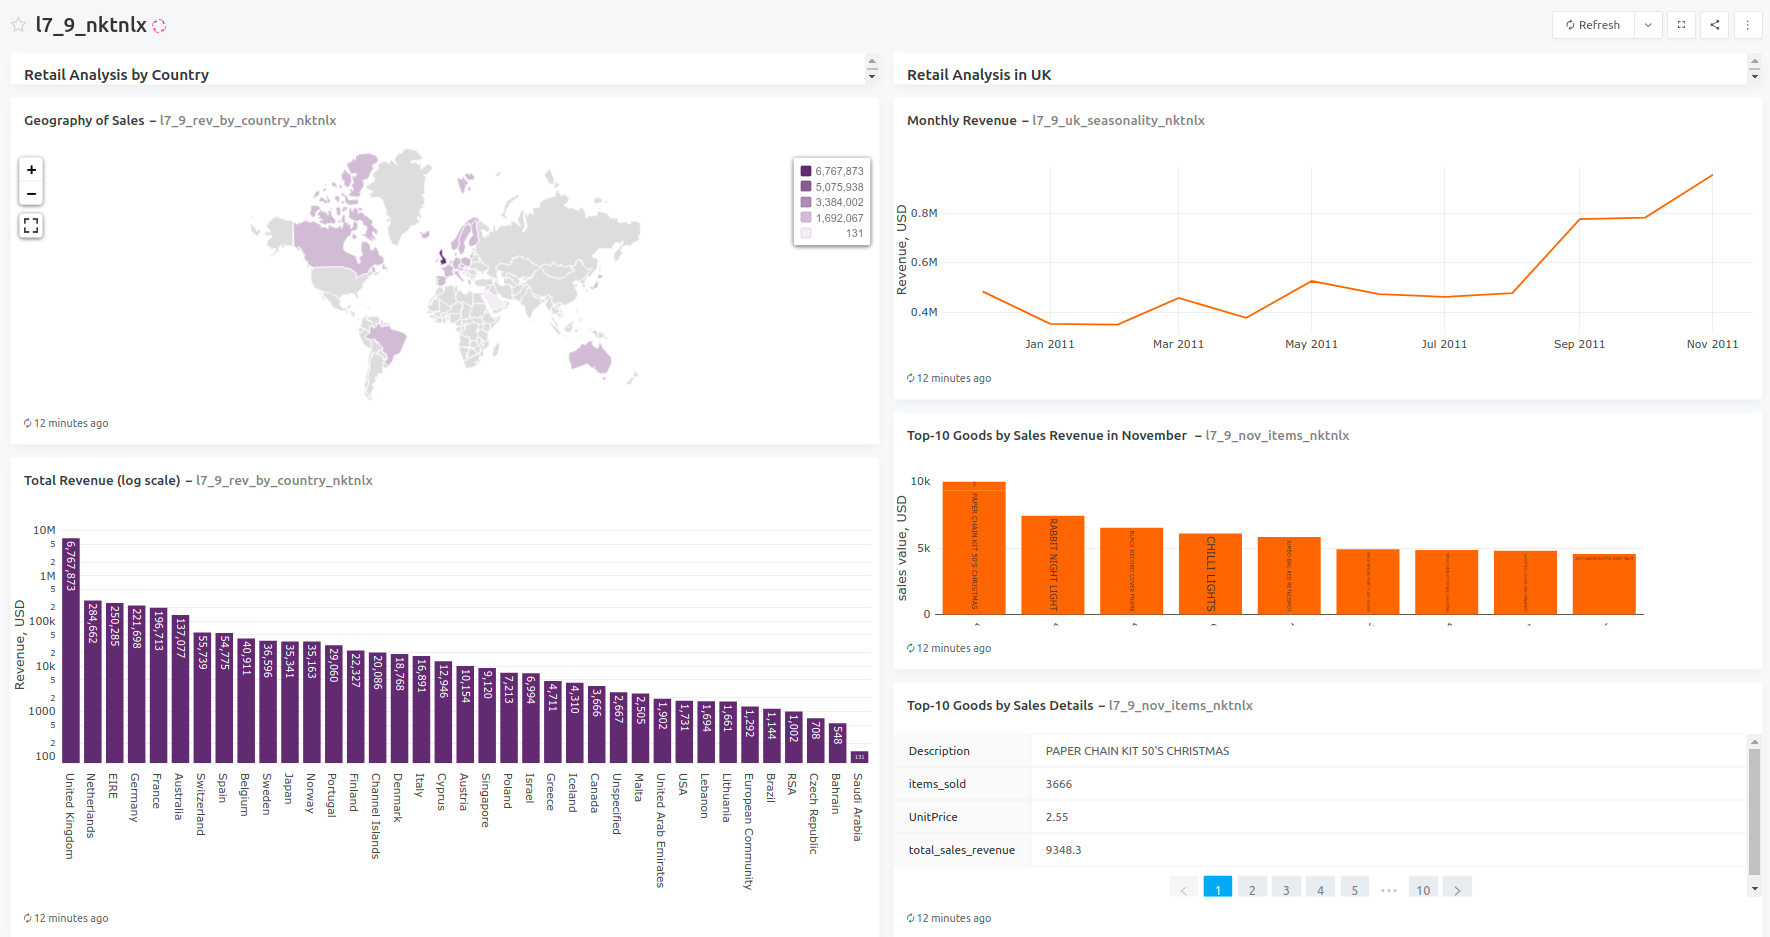 l7_9_nktnlx
Refresh
Retail Analysis by Country
Geography of Sales – l7_9_rev_by_country_nktnlx
+
−
6,767,873
5,075,938
3,384,002
1,692,067
131
12 minutes ago
Total Revenue (log scale) – l7_9_rev_by_country_nktnlx
Revenue, USD
10M
5
2
1M
5
2
100k
5
2
10k
5
2
1000
5
2
100
6,767,873
284,662
250,285
221,698
196,713
137,077
55,739
54,775
40,911
36,596
35,341
35,163
29,060
22,327
20,086
18,768
16,891
12,946
10,154
9,120
7,213
6,994
4,711
4,310
3,666
2,667
2,505
1,902
1,731
1,694
1,661
1,292
1,144
1,002
708
548
131
United Kingdom
Netherlands
EIRE
Germany
France
Australia
Switzerland
Spain
Belgium
Sweden
Japan
Norway
Portugal
Finland
Channel Islands
Denmark
Italy
Cyprus
Austria
Singapore
Poland
Israel
Greece
Iceland
Canada
Unspecified
Malta
United Arab Emirates
USA
Lebanon
Lithuania
European Community
Brazil
RSA
Czech Republic
Bahrain
Saudi Arabia
12 minutes ago
Retail Analysis in UK
Monthly Revenue – l7_9_uk_seasonality_nktnlx
Revenue, USD
0.8M
0.6M
0.4M
Jan 2011
Mar 2011
May 2011
Jul 2011
Sep 2011
Nov 2011
12 minutes ago
Top-10 Goods by Sales Revenue in November – l7_9_nov_items_nktnlx
sales value, USD
10k
5k
0
PAPER CHAIN KIT 50'S CHRISTMAS
RABBIT NIGHT LIGHT
BLACK RECORD COVER FRAME
CHILLI LIGHTS
JUMBO BAG RED RETROSPOT
12 minutes ago
Top-10 Goods by Sales Details – l7_9_nov_items_nktnlx
Description PAPER CHAIN KIT 50'S CHRISTMAS
items_sold 3666
UnitPrice 2.55
total_sales_revenue 9348.3
< 1 2 3 4 5 ••• 10 >
12 minutes ago